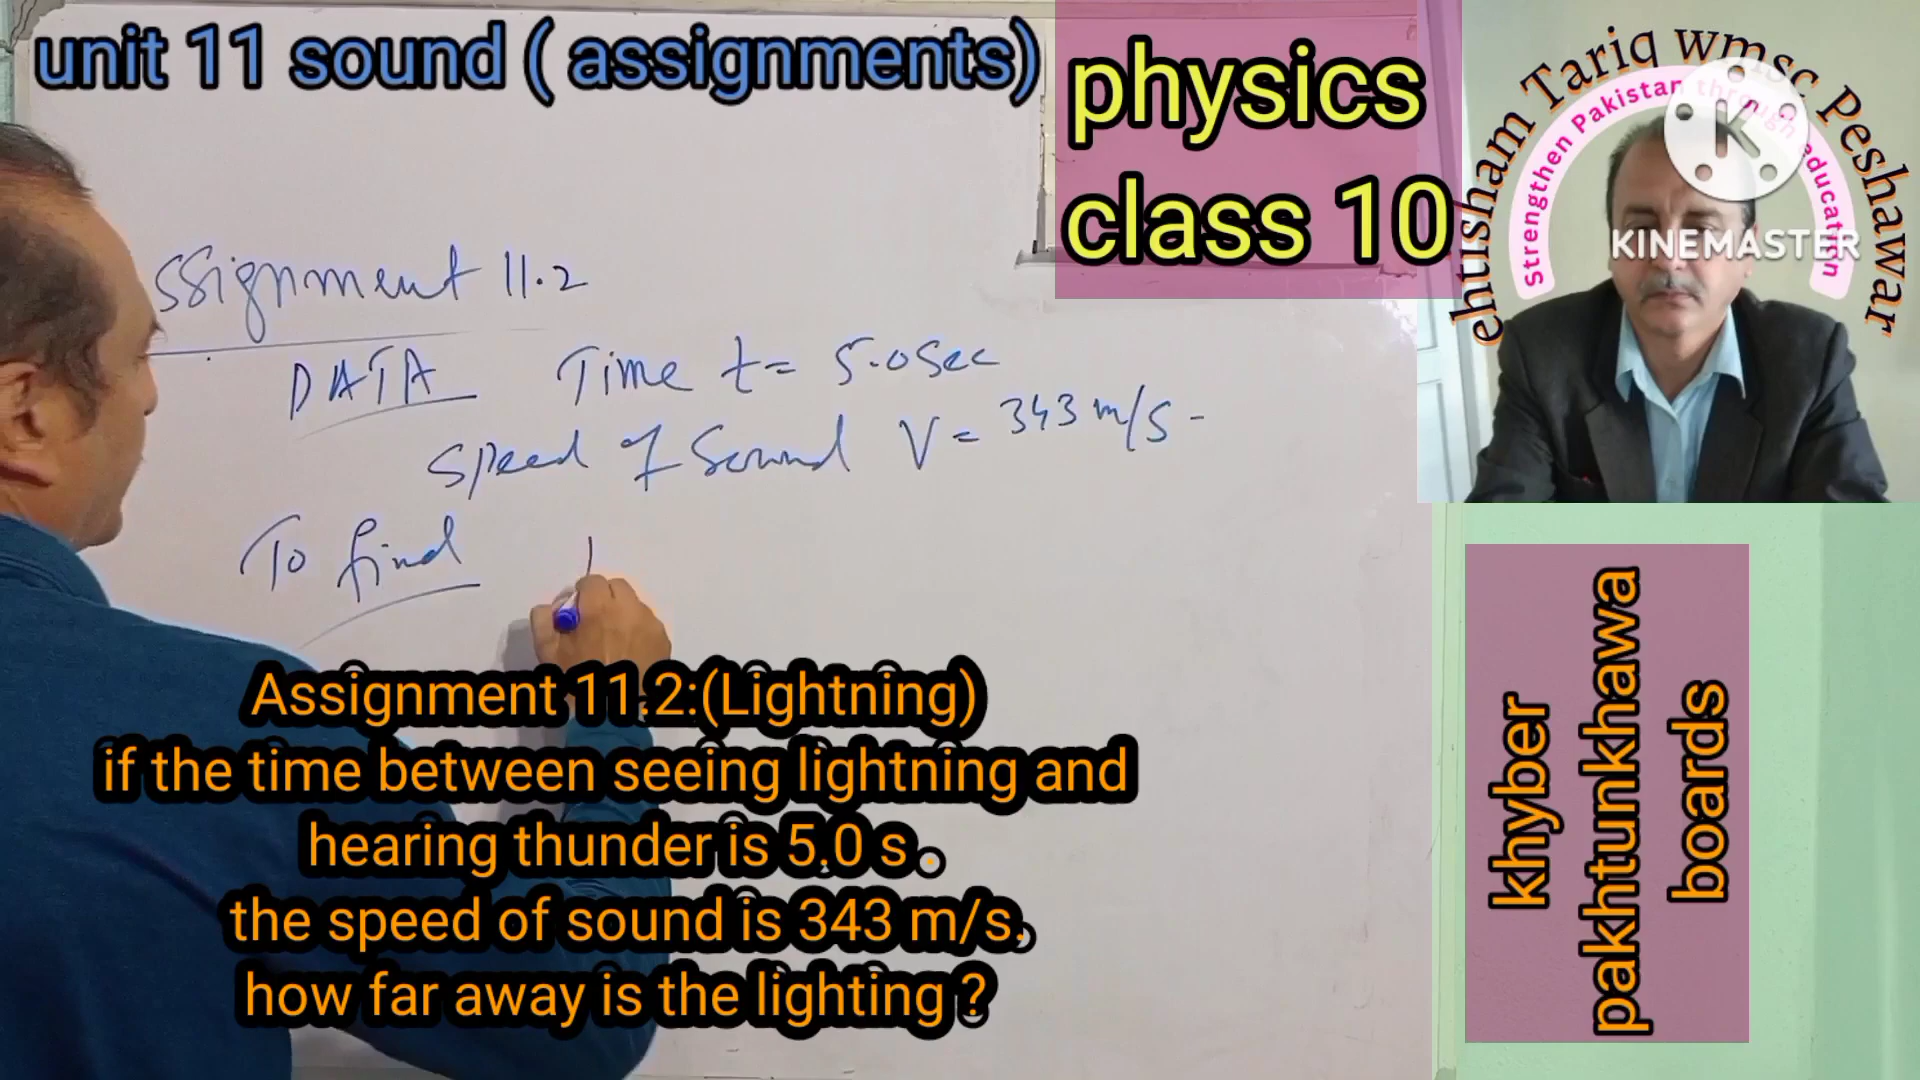 unit 11 sound ( assignments)
physics
class 10
ehtisham Tariq wmsc Peshawar
Strengthen Pakistan through education
KINEMASTER
ssignment 11.2
DATA Time t = 5.0 Sec
Speed of Sound V = 343 m/s -
To find
Assignment 11.2:(Lightning)
if the time between seeing lightning and
hearing thunder is 5.0 s .
the speed of sound is 343 m/s.
how far away is the lighting ?
khyber
pakhtunkhawa
boards